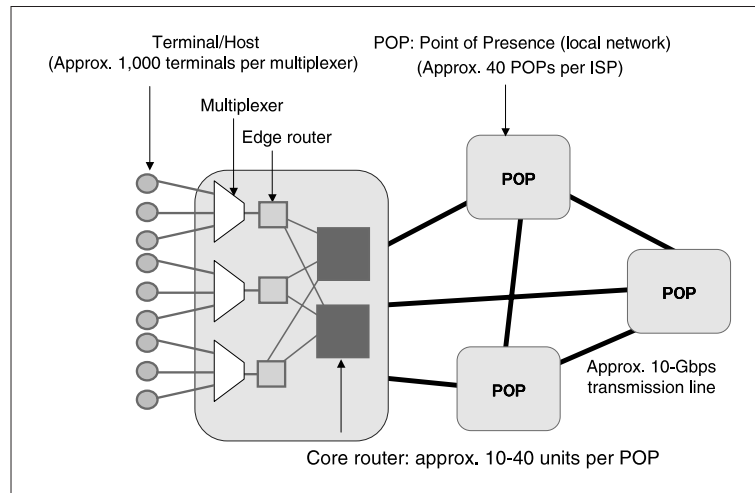 Terminal/Host
(Approx. 1,000 terminals per multiplexer)
POP: Point of Presence (local network)
(Approx. 40 POPs per ISP)
Multiplexer
Edge router
POP
POP
POP
Approx. 10-Gbps
transmission line
Core router: approx. 10-40 units per POP